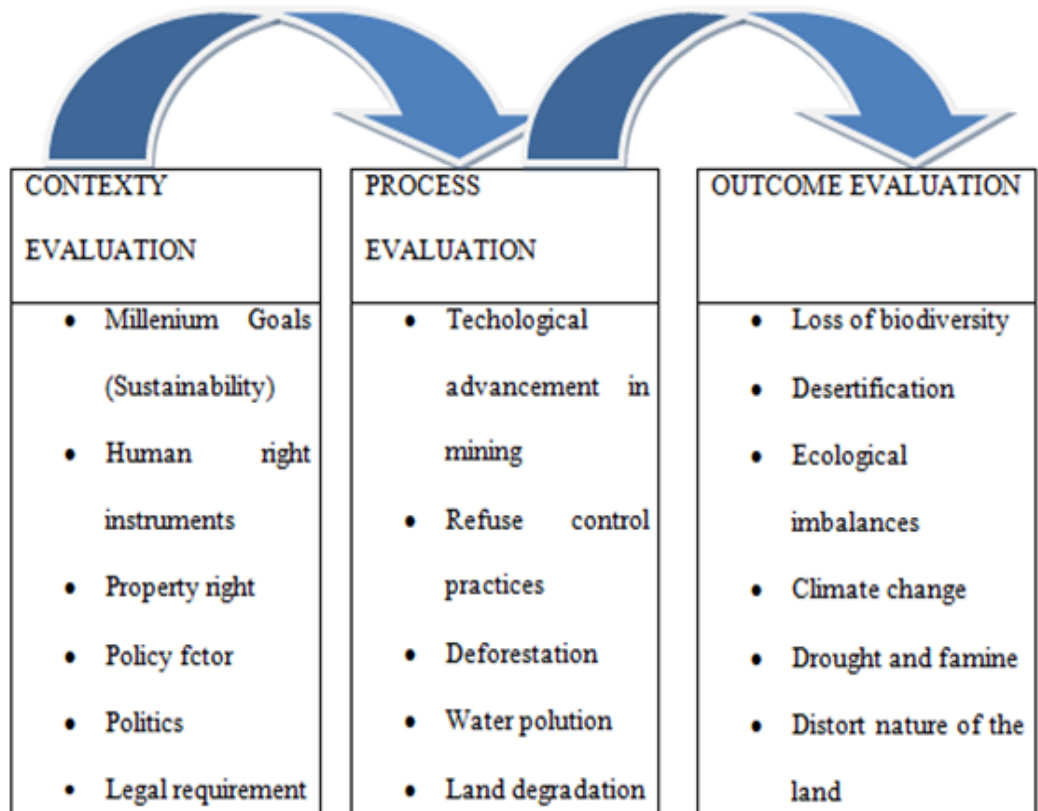 CONTEXTY
EVALUATION
• Millenium Goals
(Sustainability)
• Human right
instruments
• Property right
• Policy fctor
• Politics
• Legal requirement
PROCESS
EVALUATION
• Techological
advancement in
mining
• Refuse control
practices
• Deforestation
• Water polution
• Land degradation
OUTCOME EVALUATION
• Loss of biodiversity
• Desertification
• Ecological
imbalances
• Climate change
• Drought and famine
• Distort nature of the
land